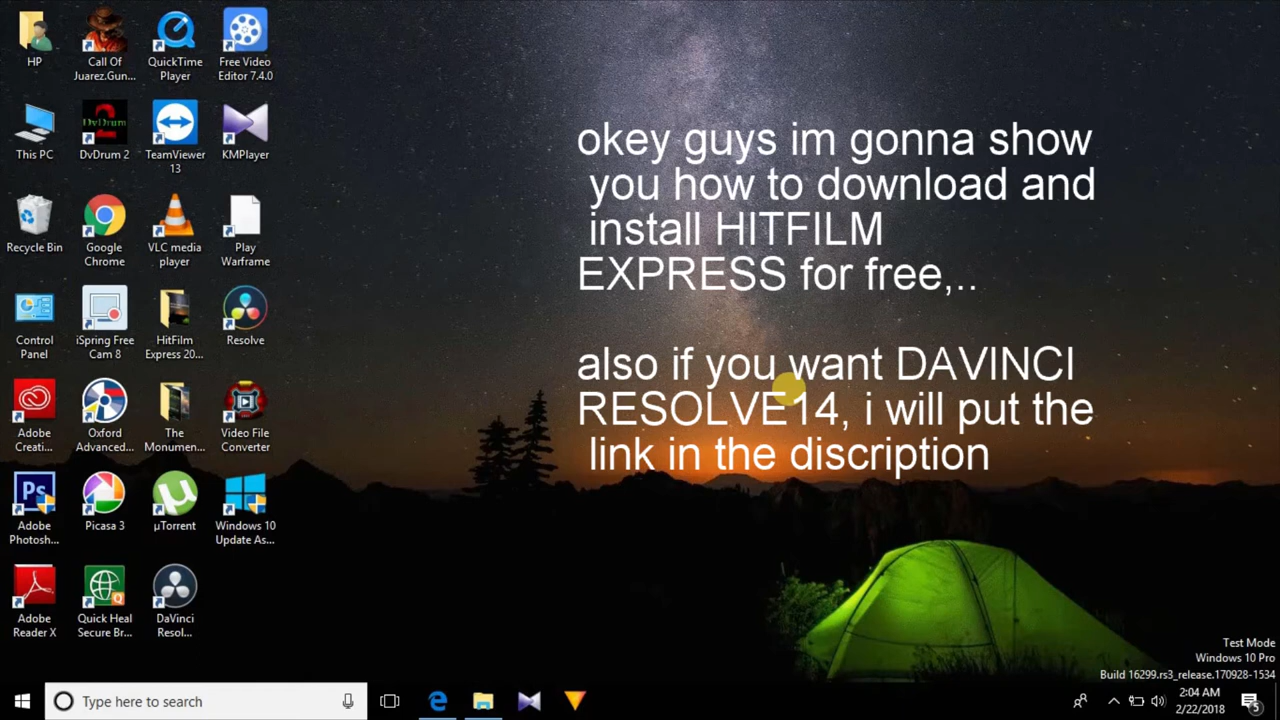 HP
Call Of
Juarez.Gun...
QuickTime
Player
Free Video
Editor 7.4.0
This PC
DvDrum 2
TeamViewer
13
KMPlayer
Recycle Bin
Google
Chrome
VLC media
player
Play
Warframe
Control
Panel
iSpring Free
Cam 8
HitFilm
Express 20...
Resolve
Adobe
Creati...
Oxford
Advanced...
The
Monumen...
Video File
Converter
Adobe
Photosh...
Picasa 3
µTorrent
Windows 10
Update As...
Adobe
Reader X
Quick Heal
Secure Br...
DaVinci
Resol...
okey guys im gonna show
you how to download and
install HITFILM
EXPRESS for free,..
also if you want DAVINCI
RESOLVE14, i will put the
link in the discription
Test Mode
Windows 10 Pro
Build 16299.rs3_release.170928-1534
Type here to search
2:04 AM
2/22/2018
5